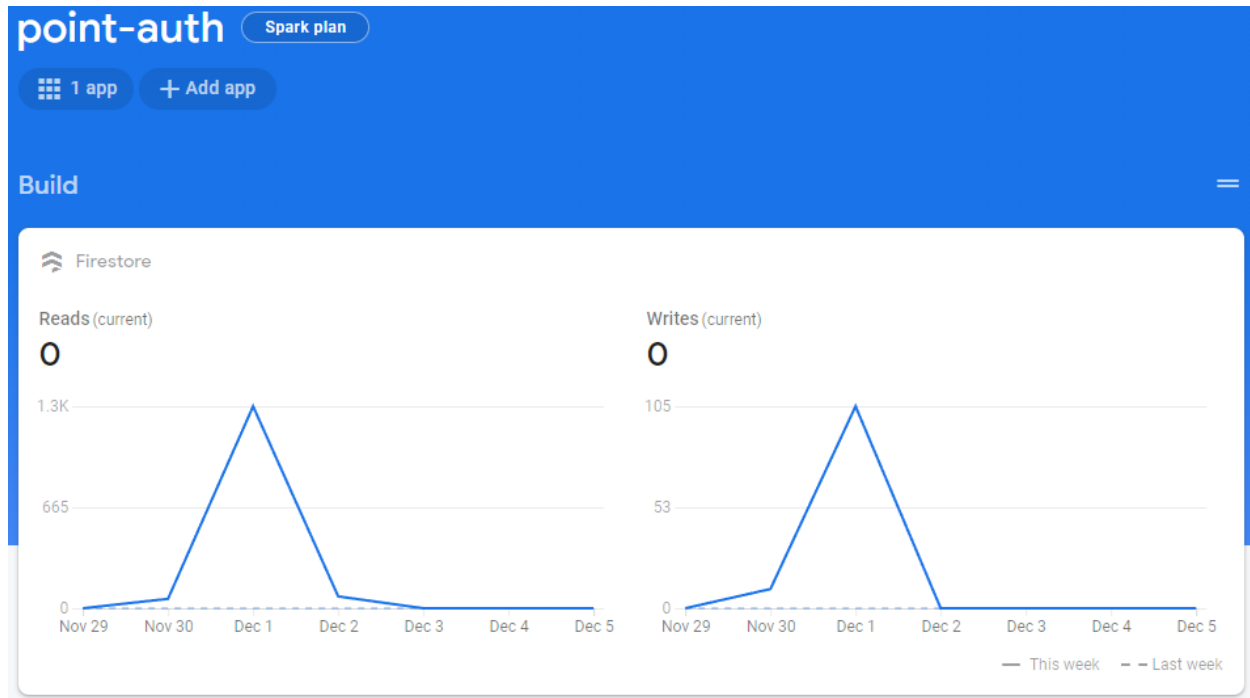 point-auth Spark plan
1 app + Add app
Build
Firestore
Reads (current)
0
1.3K
665
0
Nov 29 Nov 30 Dec 1 Dec 2 Dec 3 Dec 4 Dec 5
Writes (current)
0
105
53
0
Nov 29 Nov 30 Dec 1 Dec 2 Dec 3 Dec 4 Dec 5
This week Last week